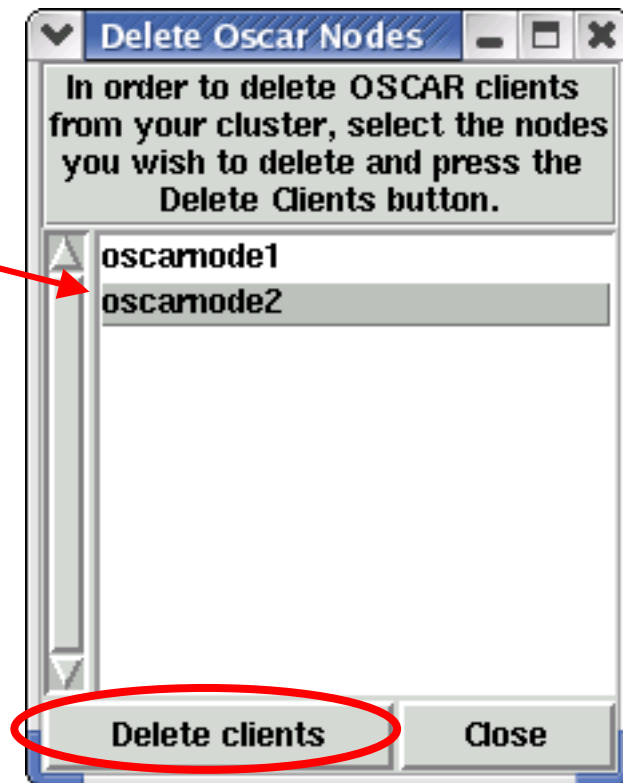 Delete Oscar Nodes
In order to delete OSCAR clients
from your cluster, select the nodes
you wish to delete and press the
Delete Clients button.
oscarnode1
oscarnode2
Delete clients
Close